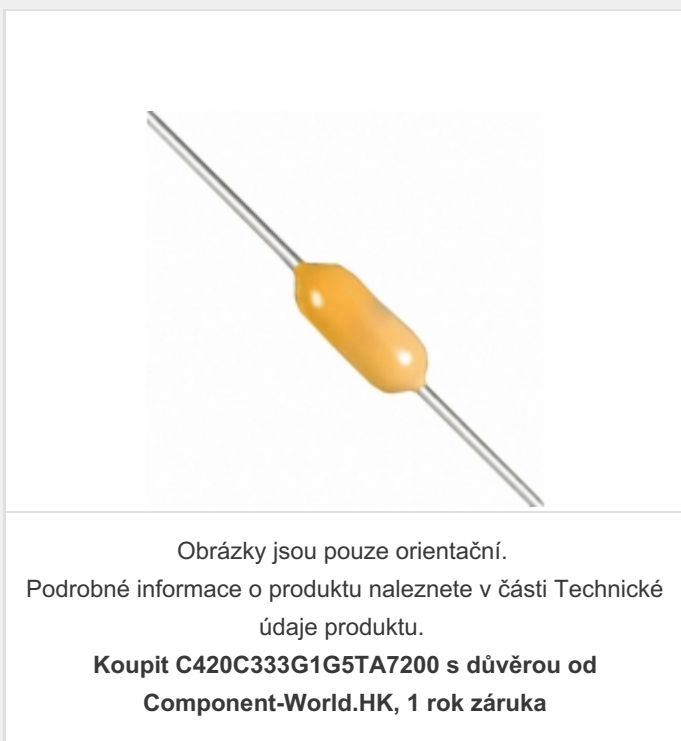 Obrázky jsou pouze orientační.
Podrobné informace o produktu naleznete v části Technické
údaje produktu.
Koupit C420C333G1G5TA7200 s důvěrou od
Component-World.HK, 1 rok záruka